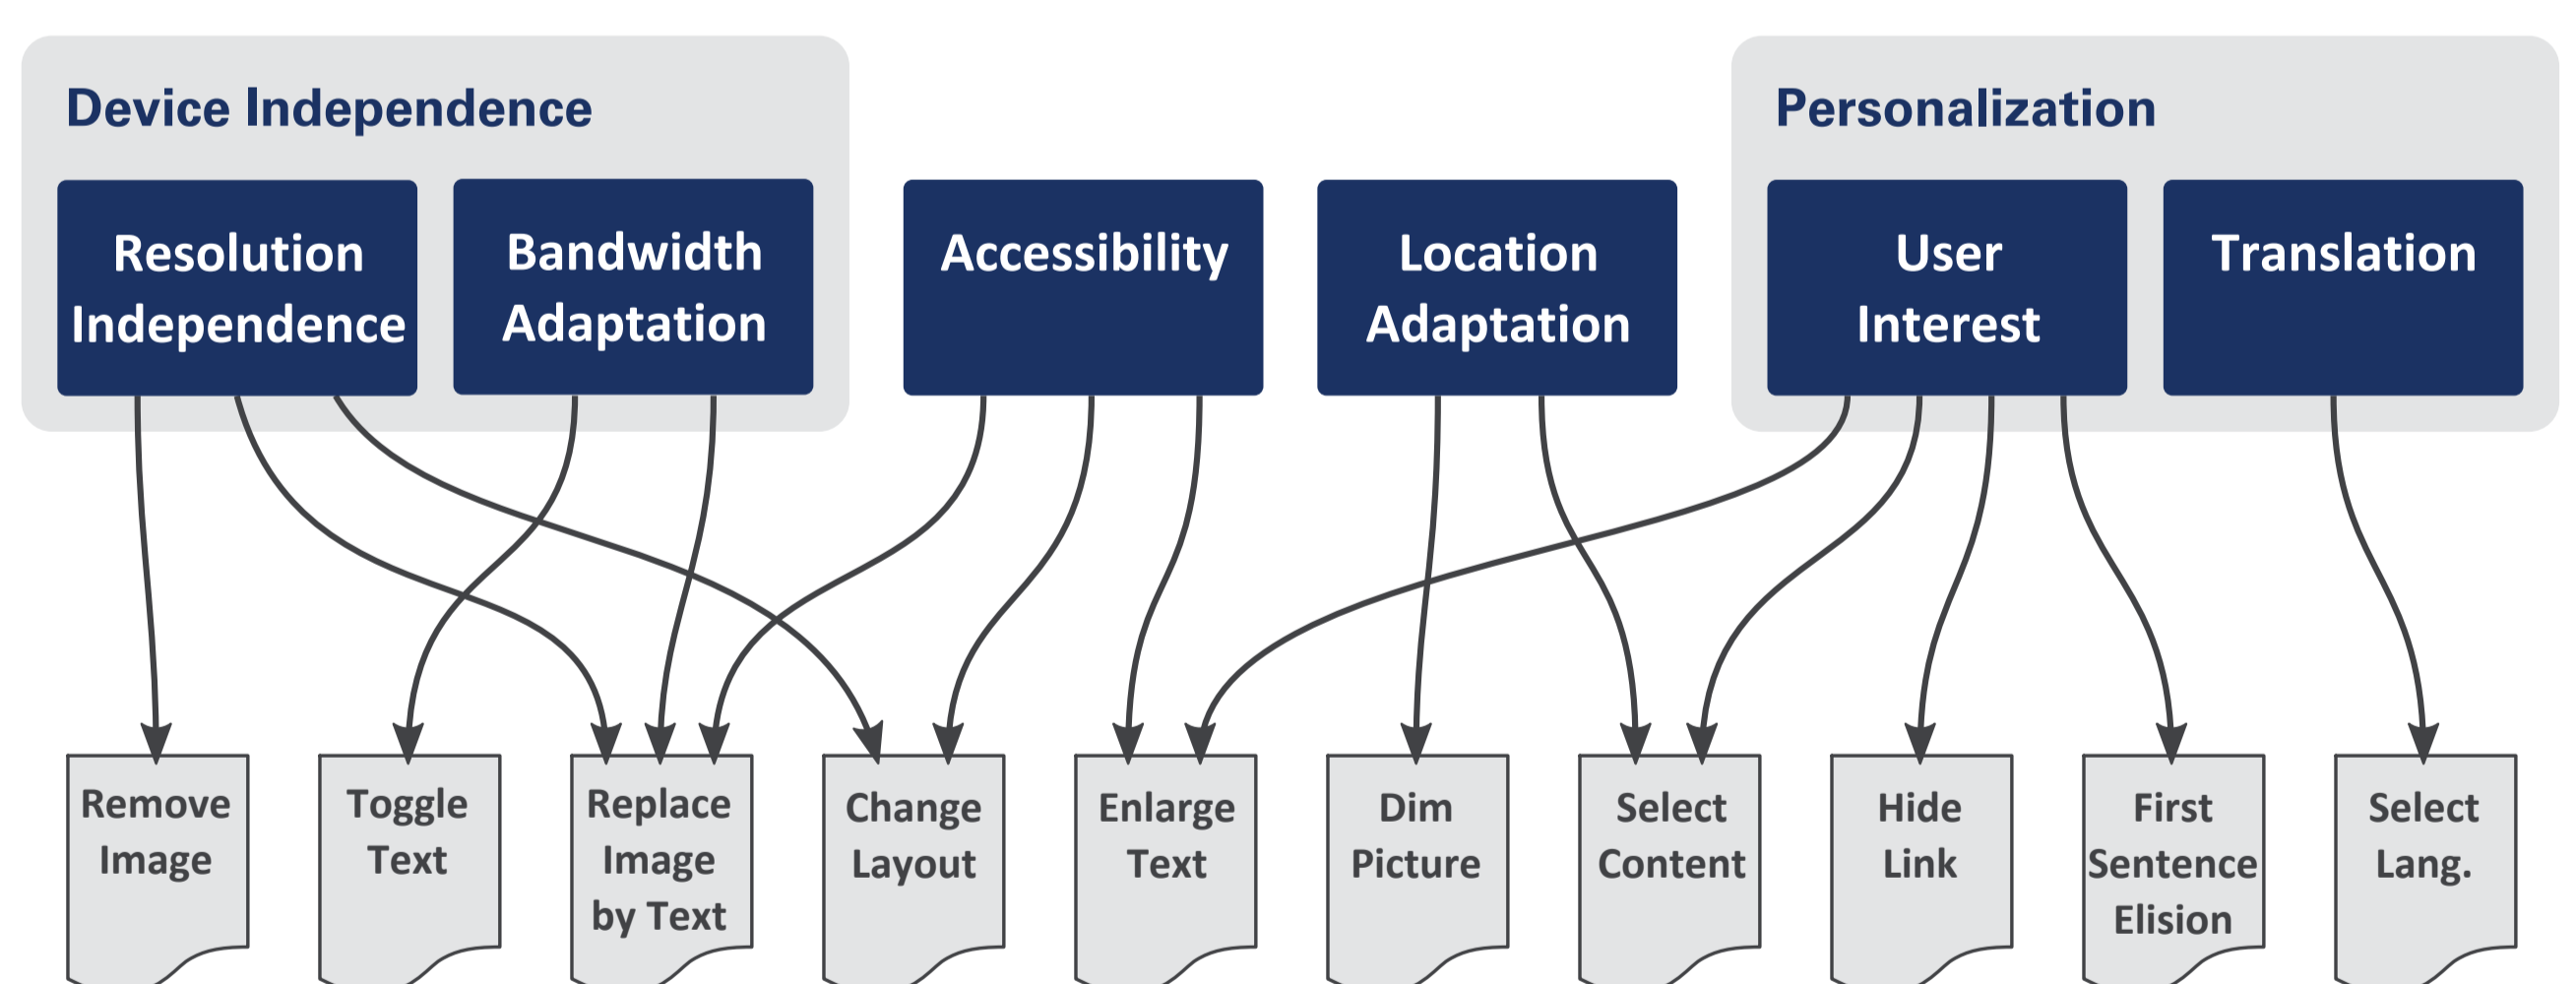 Device Independence
Personalization
Resolution
Independence
Bandwidth
Adaptation
Accessibility
Location
Adaptation
User
Interest
Translation
Remove
Image
Toggle
Text
Replace
Image
by Text
Change
Layout
Enlarge
Text
Dim
Picture
Select
Content
Hide
Link
First
Sentence
Elision
Select
Lang.